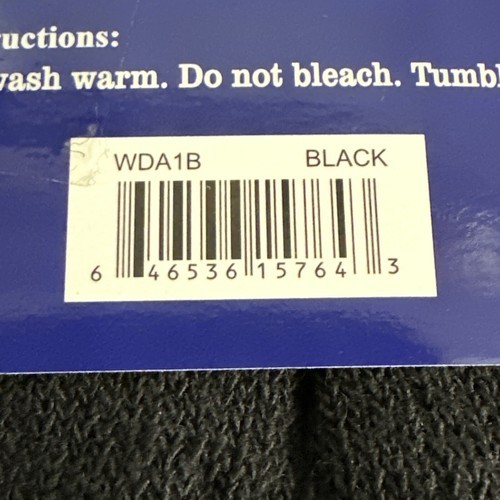 ructions:
wash warm. Do not bleach. Tumbl
WDA1B BLACK
6 46536 15764 3